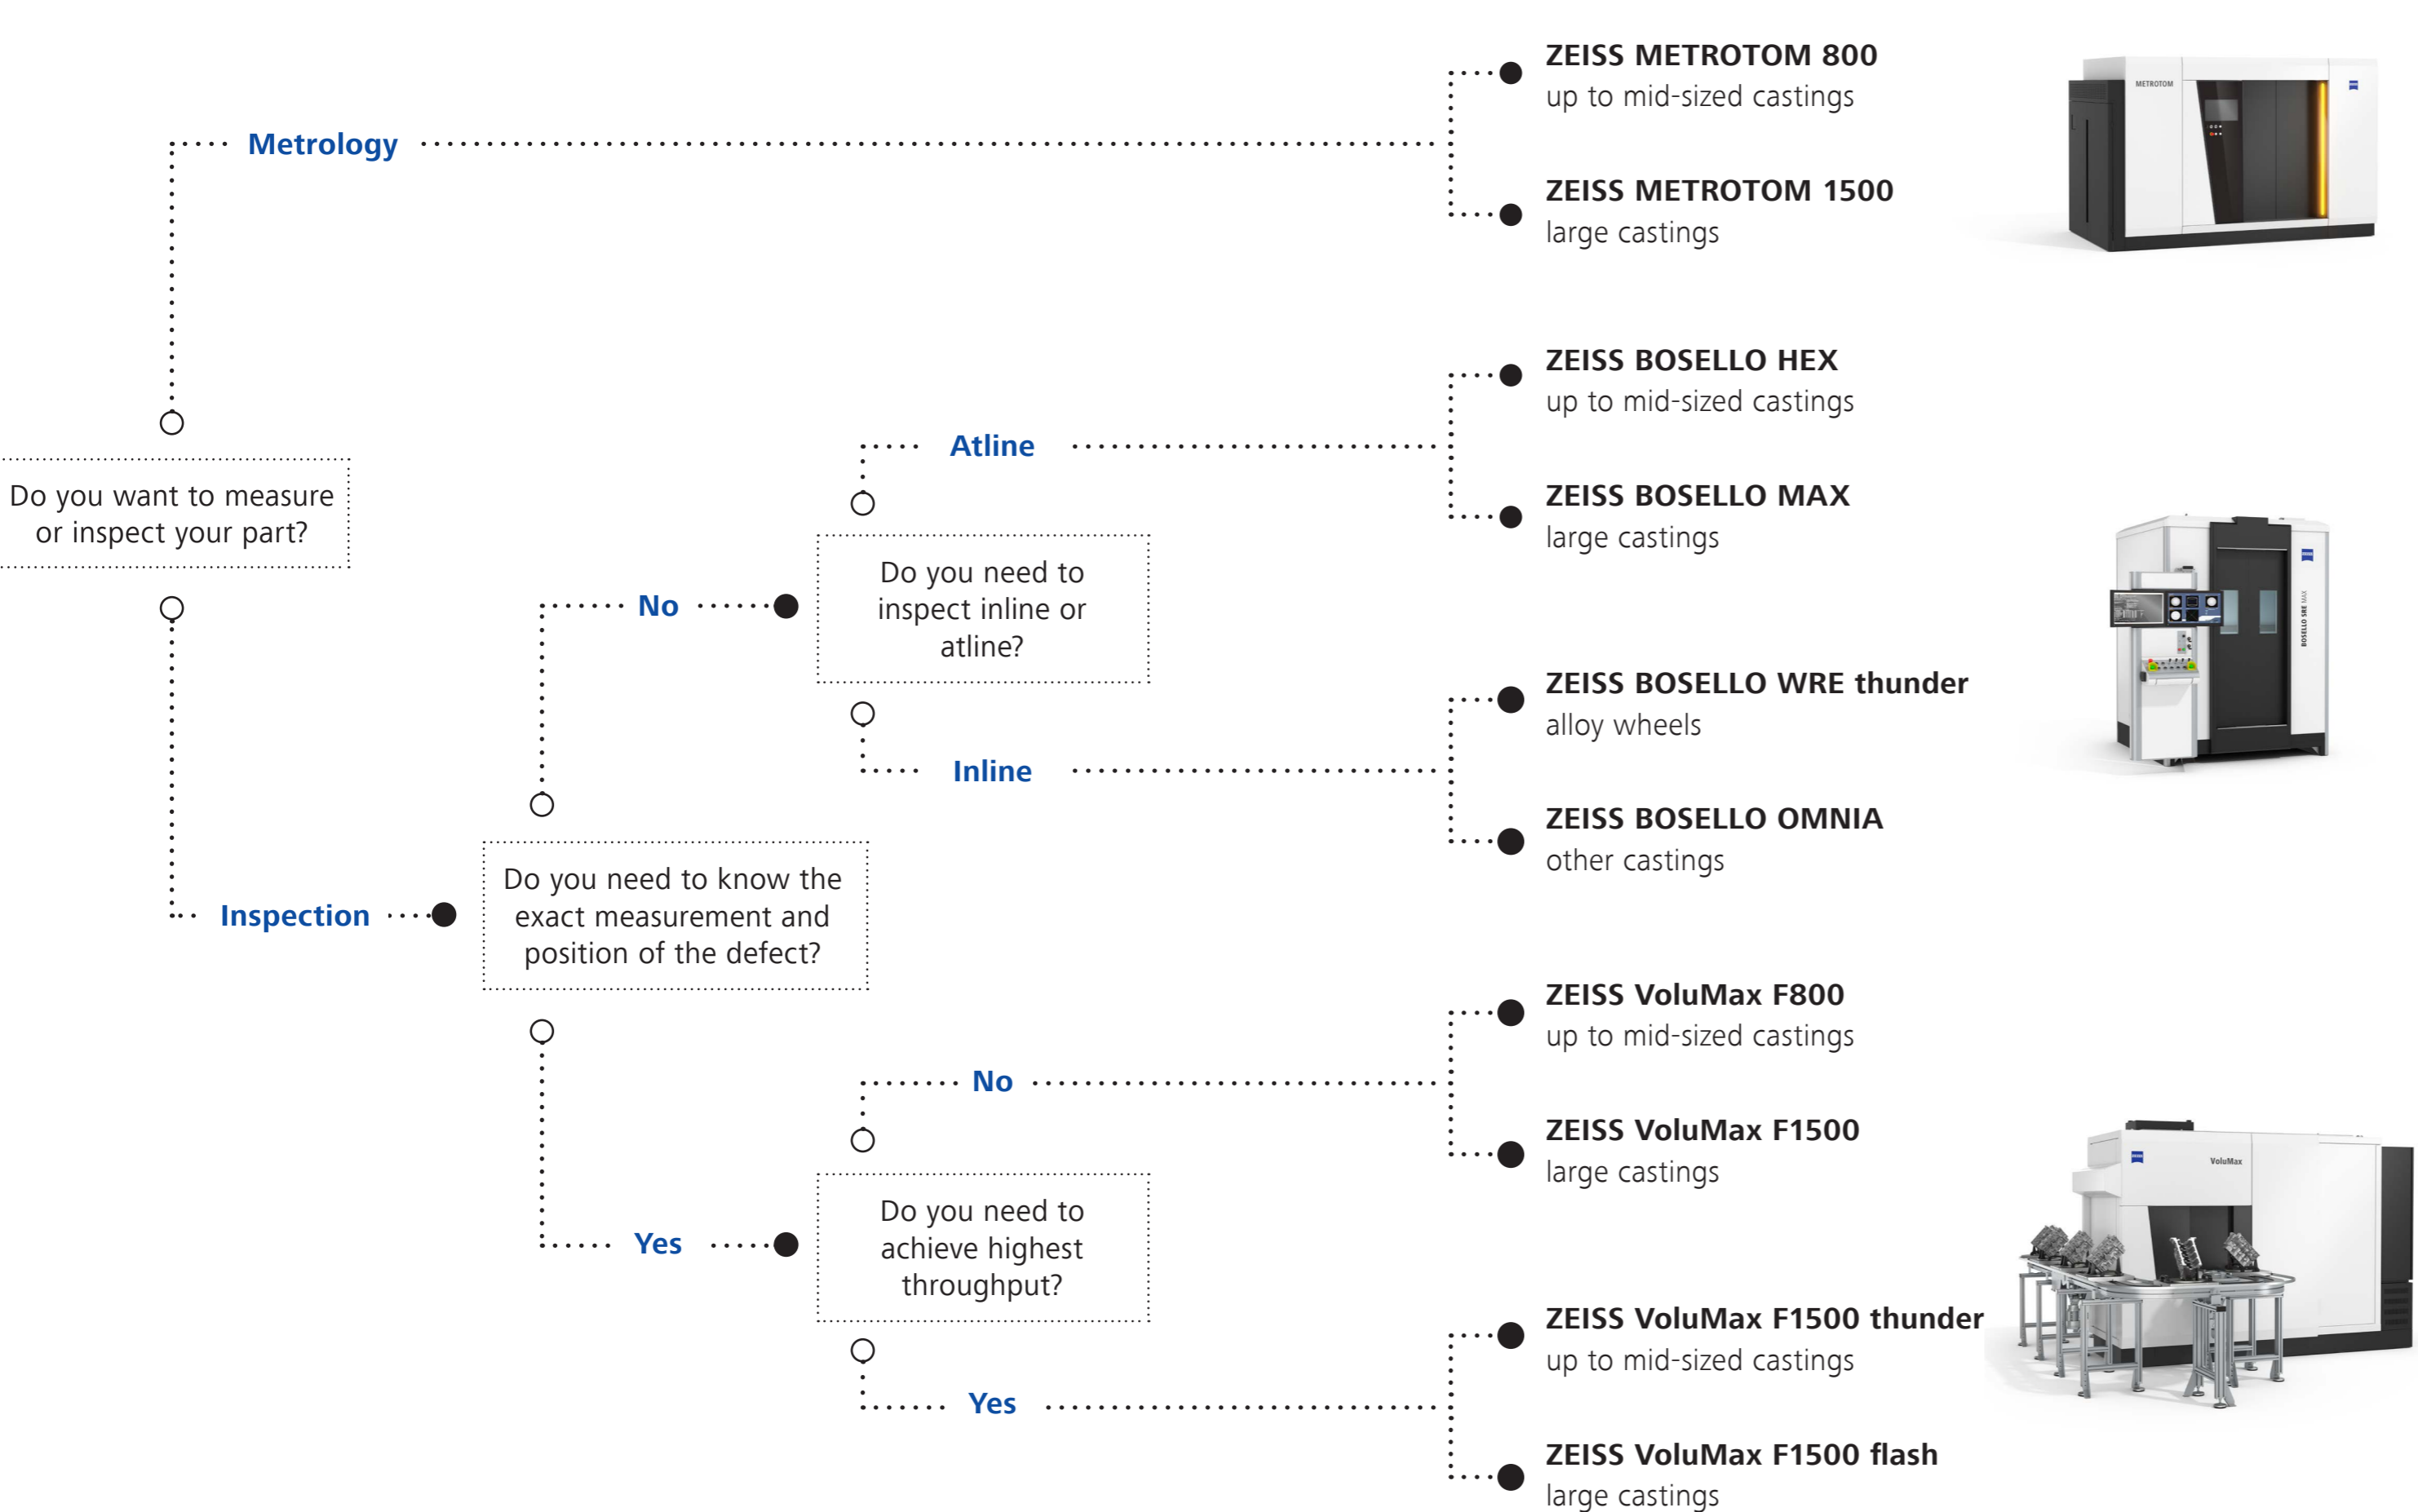 ZEISS METROTOM 800
up to mid-sized castings
METROTOM
Metrology
ZEISS METROTOM 1500
large castings
ZEISS BOSELLO HEX
up to mid-sized castings
Atline
Do you want to measure
or inspect your part?
ZEISS BOSELLO MAX
large castings
Do you need to
inspect inline or
atline?
No
BOSELLO SRE MAX
ZEISS BOSELLO WRE thunder
alloy wheels
Inline
ZEISS BOSELLO OMNIA
other castings
Do you need to know the
exact measurement and
position of the defect?
Inspection
ZEISS VoluMax F800
up to mid-sized castings
No
ZEISS VoluMax F1500
large castings
VoluMax
Do you need to
achieve highest
throughput?
Yes
ZEISS VoluMax F1500 thunder
up to mid-sized castings
Yes
ZEISS VoluMax F1500 flash
large castings